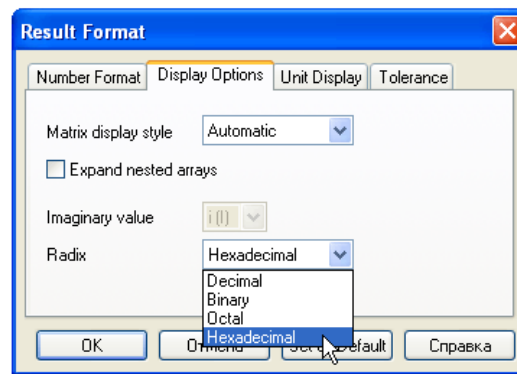 Result Format
Number Format Display Options Unit Display Tolerance
Matrix display style Automatic
Expand nested arrays
Imaginary value i (I)
Radix Hexadecimal
Decimal
Binary
Octal
Hexadecimal
OK Default Справка